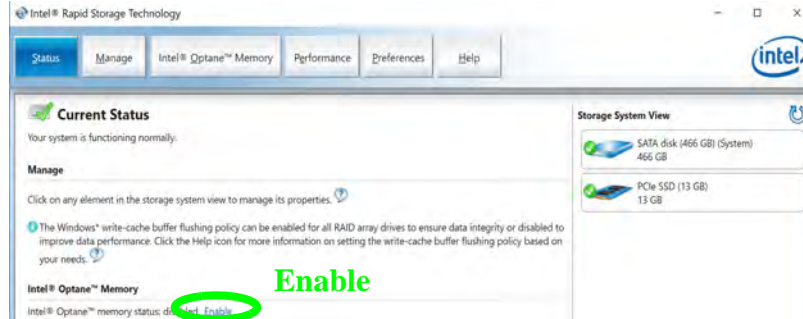 Intel® Rapid Storage Technology
Status
Manage
Intel® Optane™ Memory
Performance
Preferences
Help
intel
Current Status
Your system is functioning normally.
Manage
Click on any element in the storage system view to manage its properties.
The Windows* write-cache buffer flushing policy can be enabled for all RAID array drives to ensure data integrity or disabled to
improve data performance. Click the Help icon for more information on setting the write-cache buffer flushing policy based on
your needs.
Enable
Intel® Optane™ Memory
Intel® Optane™ memory status: disabled Enable
Storage System View
SATA disk (466 GB) (System)
466 GB
PCIe SSD (13 GB)
13 GB